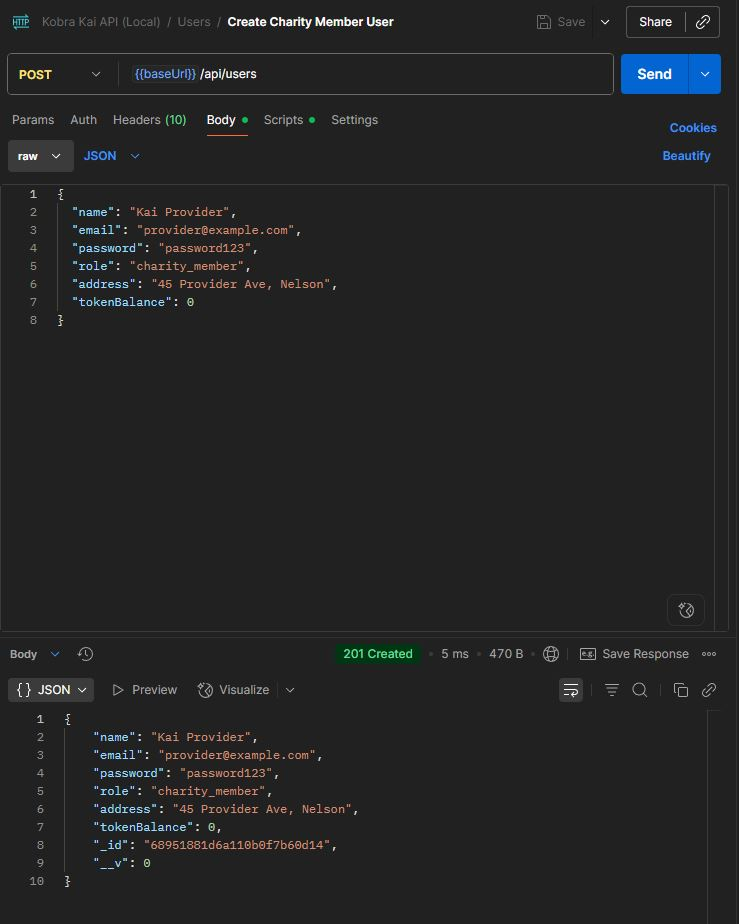 HTTP Kobra Kai API (Local) / Users / Create Charity Member User Save Share
POST {{baseUrl}} /api/users Send
Params Auth Headers (10) Body Scripts Settings Cookies
raw JSON Beautify
1 {
2 "name": "Kai Provider",
3 "email": "provider@example.com",
4 "password": "password123",
5 "role": "charity_member",
6 "address": "45 Provider Ave, Nelson",
7 "tokenBalance": 0
8 }
Body 201 Created • 5 ms • 470 B • e.g. Save Response
{} JSON Preview Visualize
1 {
2 "name": "Kai Provider",
3 "email": "provider@example.com",
4 "password": "password123",
5 "role": "charity_member",
6 "address": "45 Provider Ave, Nelson",
7 "tokenBalance": 0,
8 "_id": "68951881d6a110b0f7b60d14",
9 "__v": 0
10 }